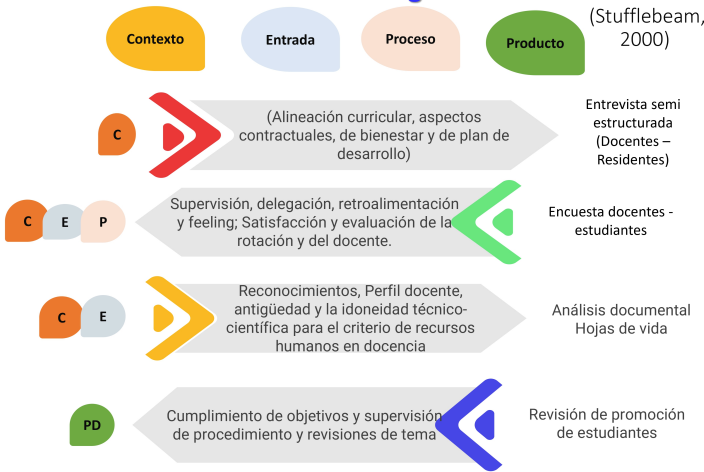 Contexto
Entrada
Proceso
Producto
(Stufflebeam,
2000)
C
(Alineación curricular, aspectos
contractuales, de bienestar y de plan de
desarrollo)
Entrevista semi
estructurada
(Docentes –
Residentes)
C
E
P
Supervisión, delegación, retroalimentación
y feeling; Satisfacción y evaluación de la
rotación y del docente.
Encuesta docentes -
estudiantes
C
E
Reconocimientos, Perfil docente,
antigüedad y la idoneidad técnico-
científica para el criterio de recursos
humanos en docencia
Análisis documental
Hojas de vida
PD
Cumplimiento de objetivos y supervisión
de procedimiento y revisiones de tema
Revisión de promoción
de estudiantes